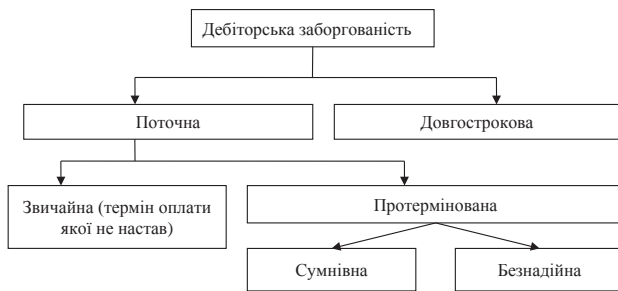 Дебіторська заборгованість
Поточна
Довгострокова
Звичайна (термін оплати
якої не настав)
Протермінована
Сумнівна
Безнадійна